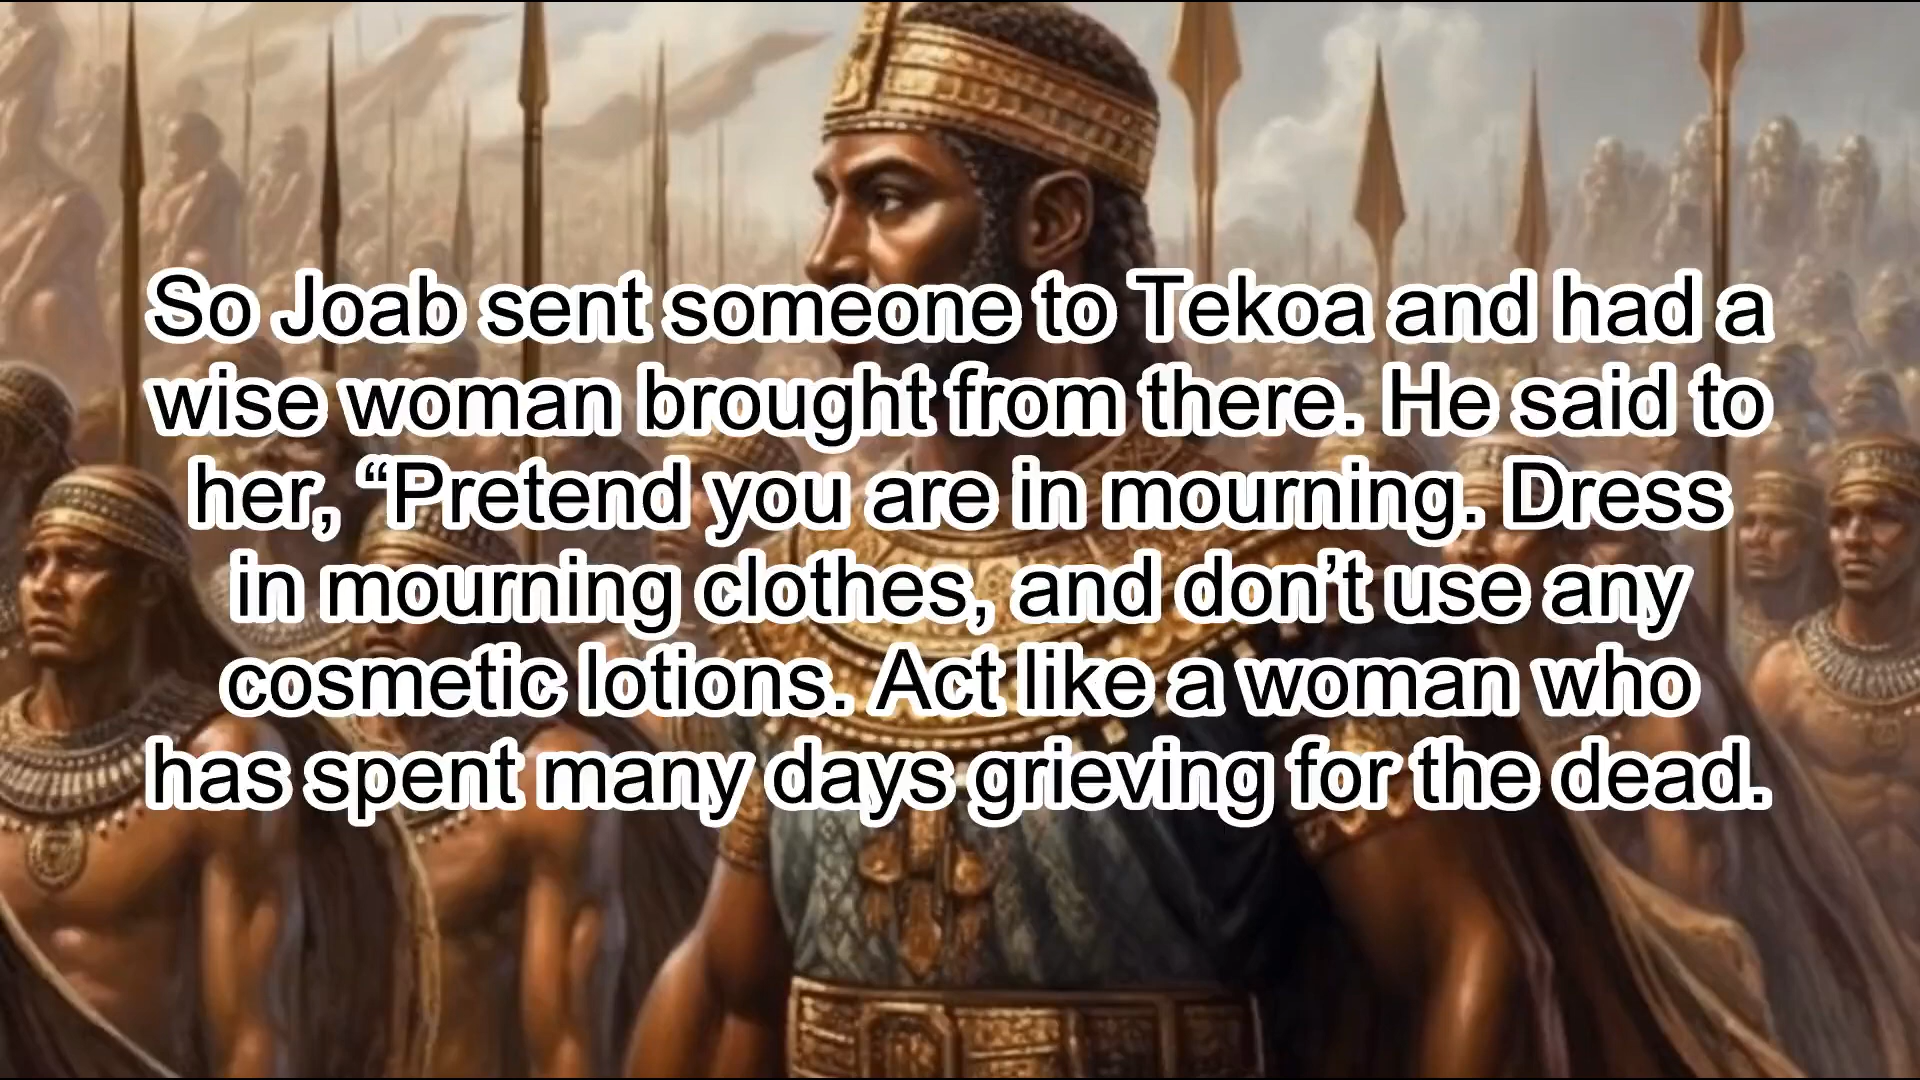 So Joab sent someone to Tekoa and had a
wise woman brought from there. He said to
her, “Pretend you are in mourning. Dress
in mourning clothes, and don’t use any
cosmetic lotions. Act like a woman who
has spent many days grieving for the dead.